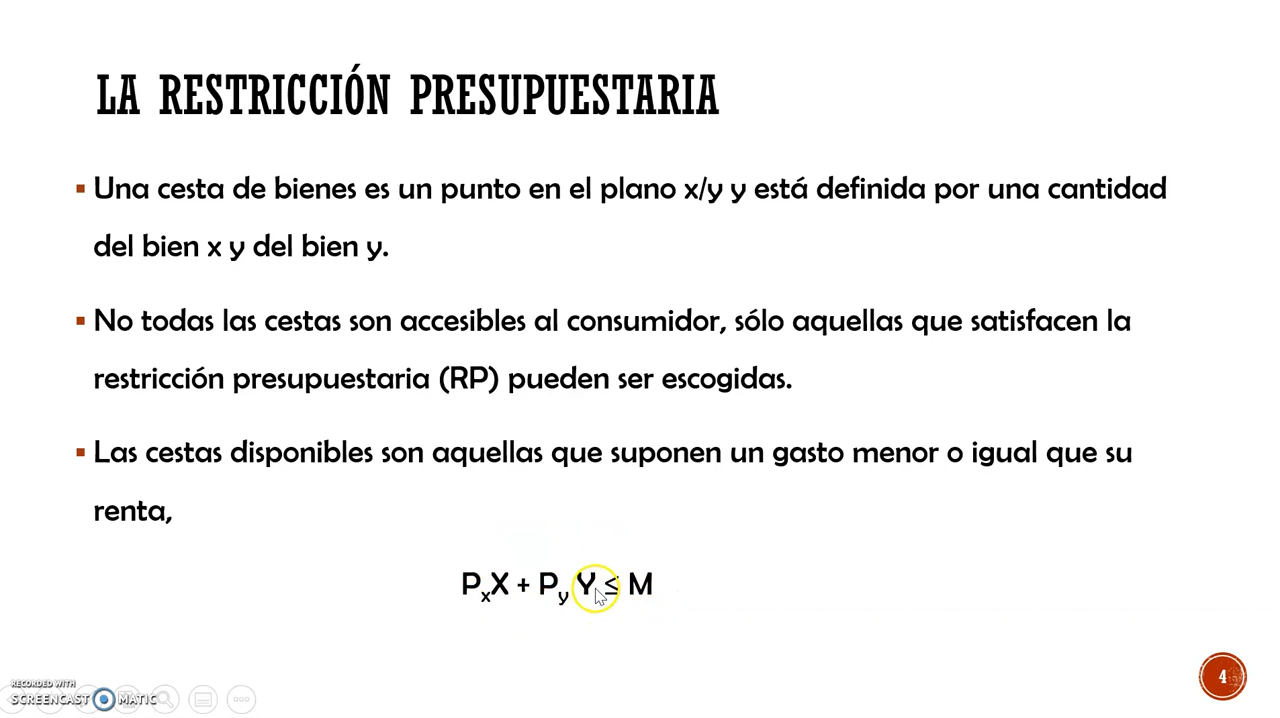 LA RESTRICCIÓN PRESUPUESTARIA
▪ Una cesta de bienes es un punto en el plano x/y y está definida por una cantidad
del bien x y del bien y.
▪ No todas las cestas son accesibles al consumidor, sólo aquellas que satisfacen la
restricción presupuestaria (RP) pueden ser escogidas.
▪ Las cestas disponibles son aquellas que suponen un gasto menor o igual que su
renta,
PₓX + P_y Y ≤ M
4
RECORDED WITH
SCREENCAST MATIC